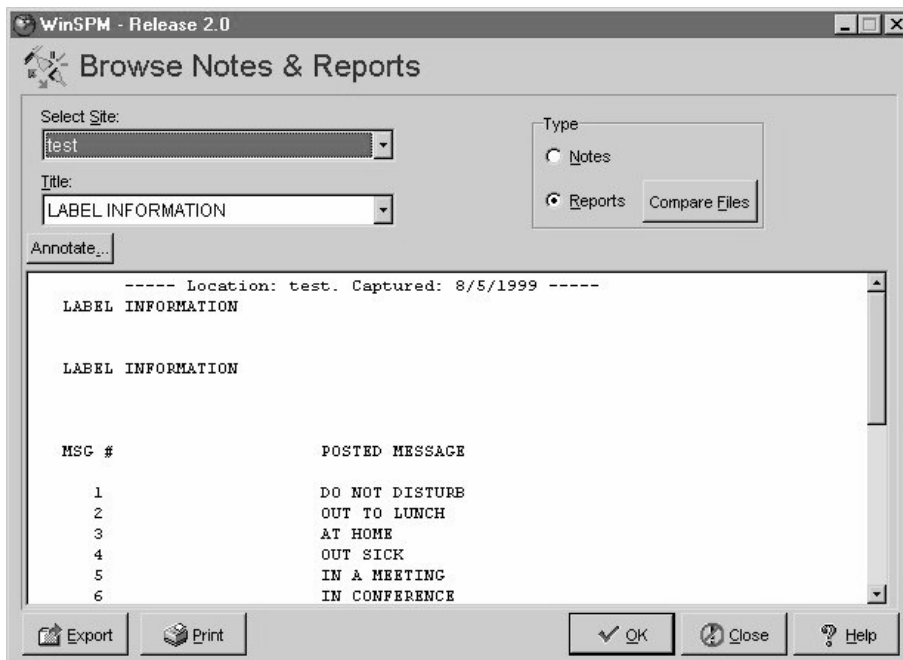 WinSPM - Release 2.0
Browse Notes & Reports
Select Site:
test
Type
Notes
Title:
LABEL INFORMATION
Reports
Compare Files
Annotate...
----- Location: test. Captured: 8/5/1999 -----
LABEL INFORMATION
LABEL INFORMATION
MSG # POSTED MESSAGE
1 DO NOT DISTURB
2 OUT TO LUNCH
3 AT HOME
4 OUT SICK
5 IN A MEETING
6 IN CONFERENCE
Export Print OK Close Help